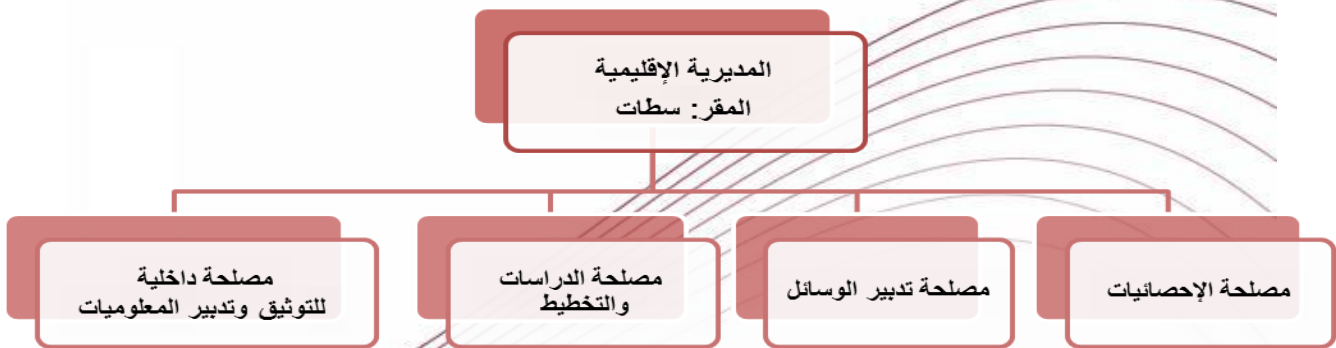 المديرية الإقليمية
المقر: سطات
مصلحة الإحصائيات
مصلحة تدبير الوسائل
مصلحة الدراسات
والتخطيط
مصلحة داخلية
للتوثيق وتدبير المعلوميات